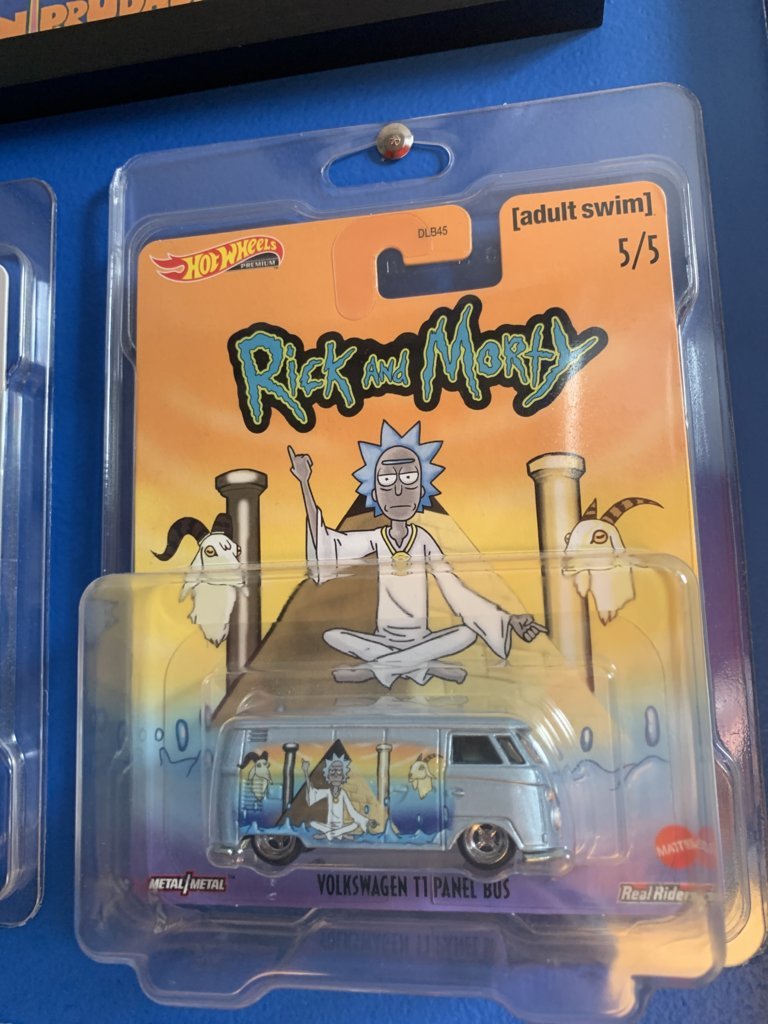 HOT WHEELS
PREMIUM
DLB45
[adult swim]
5/5
RICK AND MORTY
METAL/METAL™
VOLKSWAGEN T1 PANEL BUS
MATTEL
Real Riders